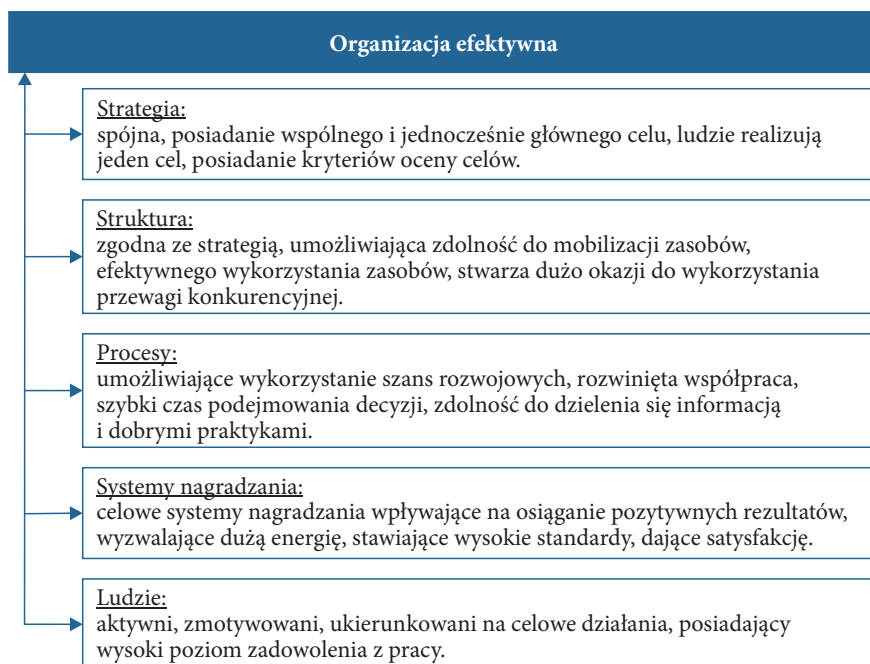 Organizacja efektywna
Strategia:
spójna, posiadanie wspólnego i jednocześnie głównego celu, ludzie realizują
jeden cel, posiadanie kryteriów oceny celów.
Struktura:
zgodna ze strategią, umożliwiająca zdolność do mobilizacji zasobów,
efektywnego wykorzystania zasobów, stwarza dużo okazji do wykorzystania
przewagi konkurencyjnej.
Procesy:
umożliwiające wykorzystanie szans rozwojowych, rozwinięta współpraca,
szybki czas podejmowania decyzji, zdolność do dzielenia się informacją
i dobrymi praktykami.
Systemy nagradzania:
celowe systemy nagradzania wpływające na osiąganie pozytywnych rezultatów,
wyzwalające dużą energię, stawiające wysokie standardy, dające satysfakcję.
Ludzie:
aktywni, zmotywowani, ukierunkowani na celowe działania, posiadający
wysoki poziom zadowolenia z pracy.